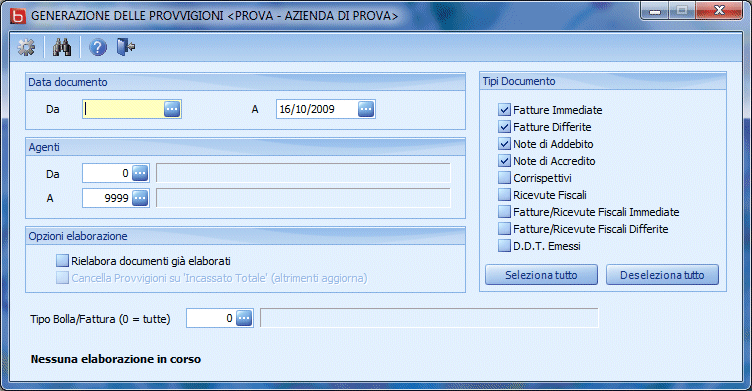 GENERAZIONE DELLE PROVVIGIONI <PROVA - AZIENDA DI PROVA>
Data documento
Da
A 16/10/2009
Agenti
Da 0
A 9999
Opzioni elaborazione
Rielabora documenti già elaborati
Cancella Provvigioni su 'Incassato Totale' (altrimenti aggiorna)
Tipo Bolla/Fattura (0 = tutte) 0
Nessuna elaborazione in corso
Tipi Documento
Fatture Immediate
Fatture Differite
Note di Addebito
Note di Accredito
Corrispettivi
Ricevute Fiscali
Fatture/Ricevute Fiscali Immediate
Fatture/Ricevute Fiscali Differite
D.D.T. Emessi
Seleziona tutto
Deseleziona tutto